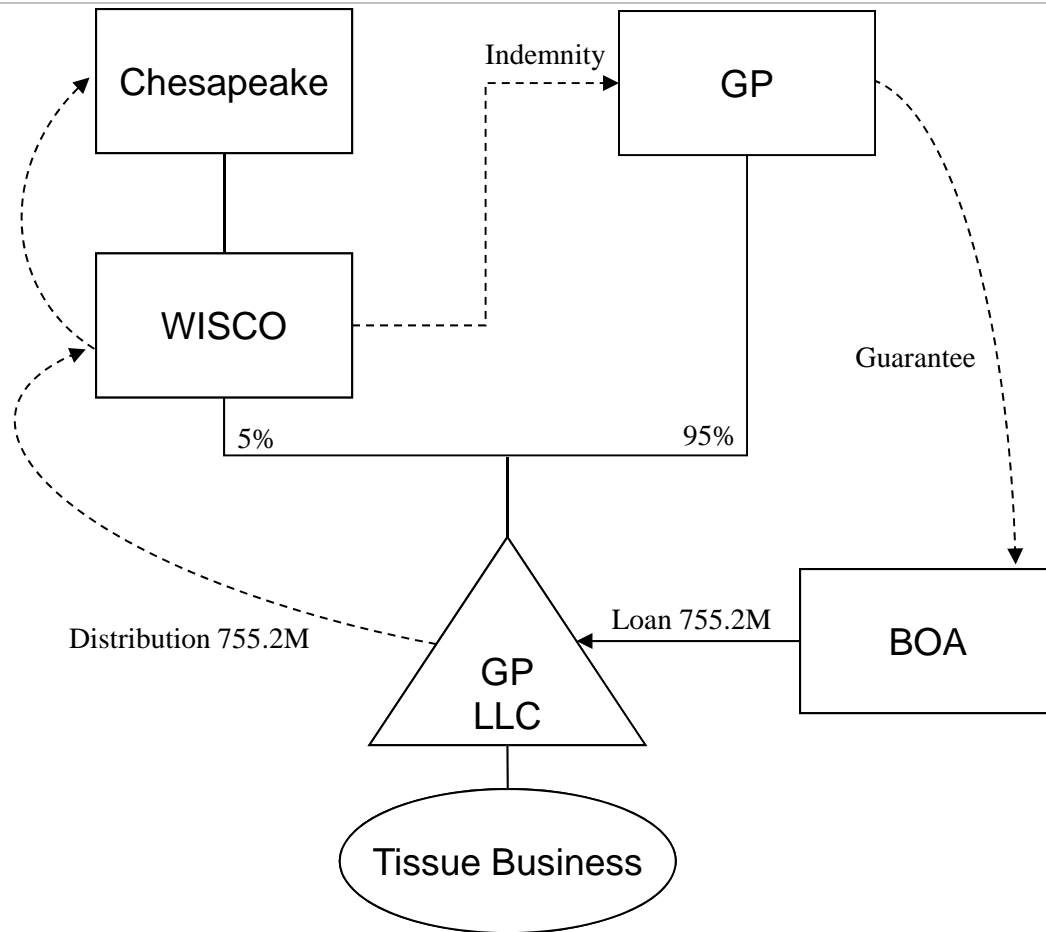 Indemnity
Chesapeake
GP
WISCO
Guarantee
5%
95%
Loan 755.2M
Distribution 755.2M
BOA
GP
LLC
Tissue Business